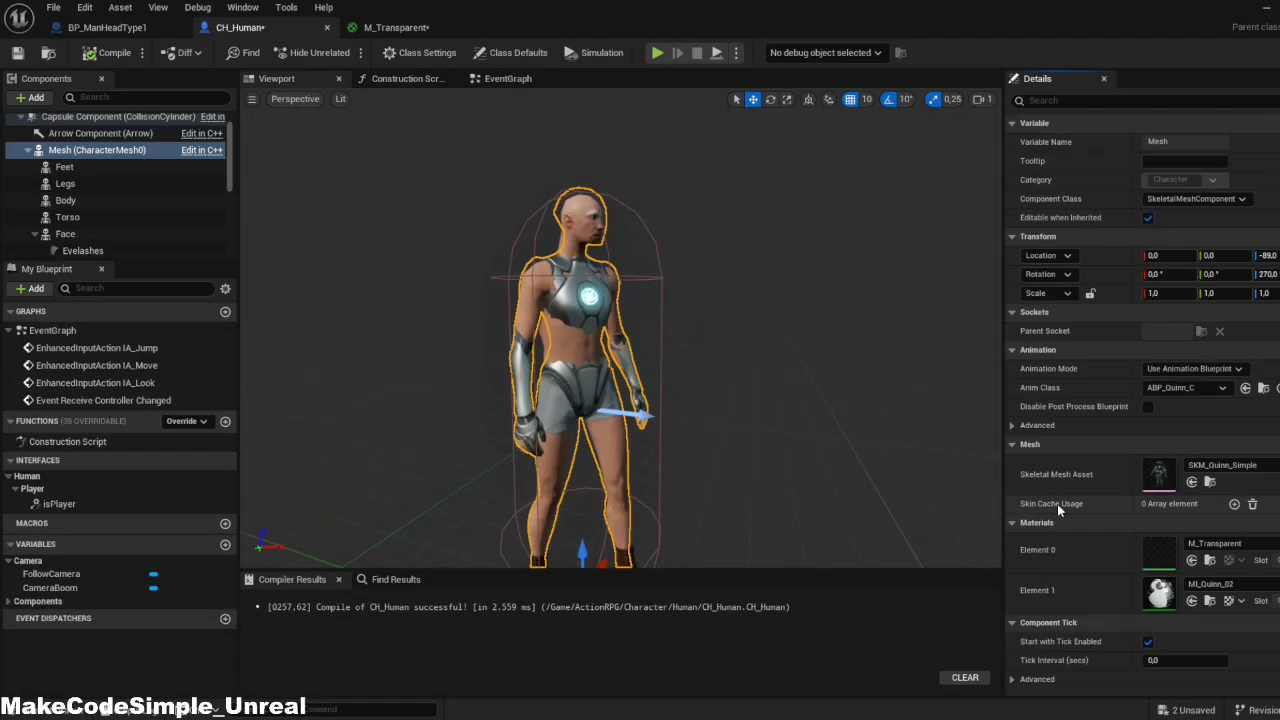 File Edit Asset View Debug Window Tools Help
BP_ManHeadType1 CH_Human* M_Transparent* Parent class
Compile Diff Find Hide Unrelated Class Settings Class Defaults Simulation No debug object selected
Components
Viewport Construction Scr... EventGraph
Details
Add Search
Perspective Lit 10 10° 0,25 1
Search
Capsule Component (CollisionCylinder) Edit in
Arrow Component (Arrow) Edit in C++
Mesh (CharacterMesh0) Edit in C++
Feet
Legs
Body
Torso
Face
Eyelashes
My Blueprint
Add Search
GRAPHS
EventGraph
EnhancedInputAction IA_Jump
EnhancedInputAction IA_Move
EnhancedInputAction IA_Look
Event Receive Controller Changed
FUNCTIONS (35 OVERRIDABLE) Override
Construction Script
INTERFACES
Human
Player
isPlayer
MACROS
VARIABLES
Camera
FollowCamera
CameraBoom
Components
EVENT DISPATCHERS
Compiler Results Find Results
[0257,62] Compile of CH_Human successful! [in 2.559 ms] (/Game/ActionRPG/Character/Human/CH_Human.CH_Human)
CLEAR
Variable
Variable Name Mesh
Tooltip
Category Character
Component Class SkeletalMeshComponent
Editable when Inherited
Transform
Location 0,0 0,0 -89,0
Rotation 0,0 ° 0,0 ° 270,0
Scale 1,0 1,0 1,0
Sockets
Parent Socket
Animation
Animation Mode Use Animation Blueprint
Anim Class ABP_Quinn_C
Disable Post Process Blueprint
Advanced
Mesh
Skeletal Mesh Asset SKM_Quinn_Simple
Skin Cache Usage 0 Array element
Materials
Element 0 M_Transparent
Slot
Element 1 MI_Quinn_02
Slot
Component Tick
Start with Tick Enabled
Tick Interval (secs) 0,0
Advanced
MakeCodeSimple_Unreal
ommand
2 Unsaved Revision